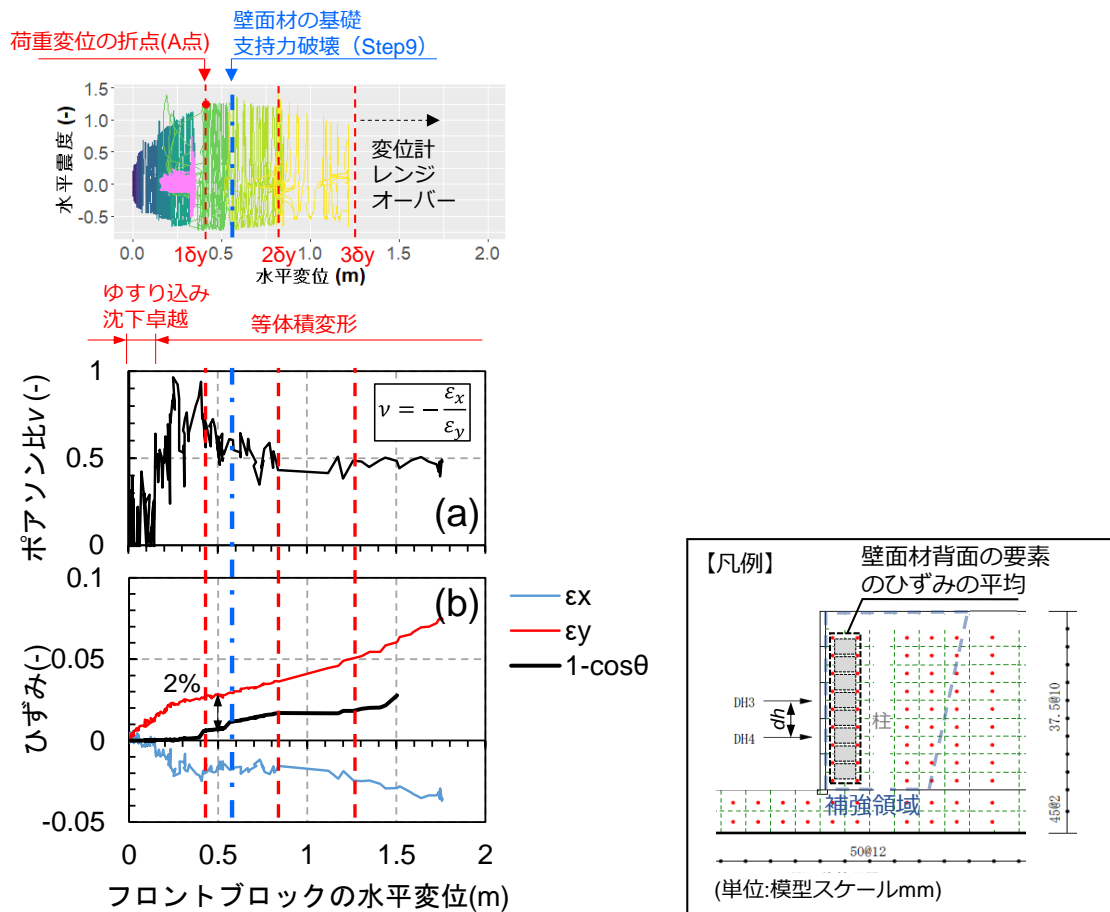 荷重変位の折点(A点)
壁面材の基礎
支持力破壊（Step9）
水平震度 (-)
1.5
1.0
0.5
0.0
-0.5
変位計
レンジ
オーバー
0.0
1δy
0.5
2δy
1.0
3δy
1.5
2.0
水平変位 (m)
ゆすり込み
沈下卓越
等体積変形
ポアソン比ν(-)
1
0.5
0
ν = − εx / εy
(a)
ひずみ(-)
0.1
0.05
0
-0.05
2%
(b)
εx
εy
1-cosθ
0
0.5
1
1.5
2
フロントブロックの水平変位(m)
【凡例】
壁面材背面の要素
のひずみの平均
DH3
dh
DH4
柱
補強領域
37.5@10
45@2
50@12
(単位:模型スケールmm)